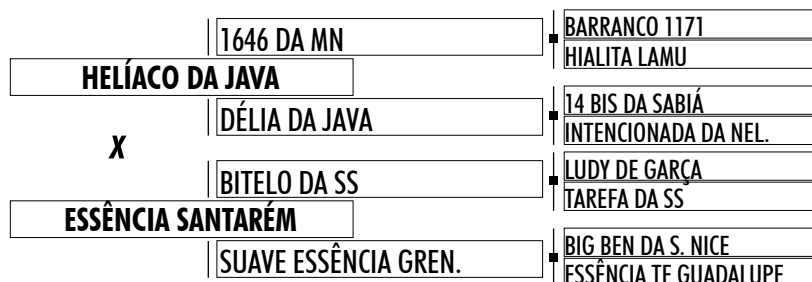 1646 DA MN
BARRANCO 1171
HIALITA LAMU
HELÍACO DA JAVA
DÉLIA DA JAVA
14 BIS DA SABIÁ
INTENCIONADA DA NEL.
X
BITELO DA SS
LUDY DE GARÇA
TAREFA DA SS
ESSÊNCIA SANTARÉM
SUAVE ESSÊNCIA GREN.
BIG BEN DA S. NICE
ESSÊNCIA TE GUADALUPE